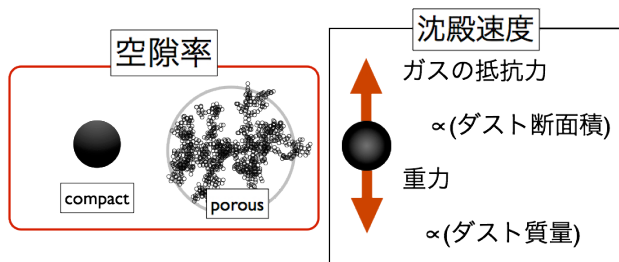 空隙率
compact
porous
沈殿速度
ガスの抵抗力
∝(ダスト断面積)
重力
∝(ダスト質量)